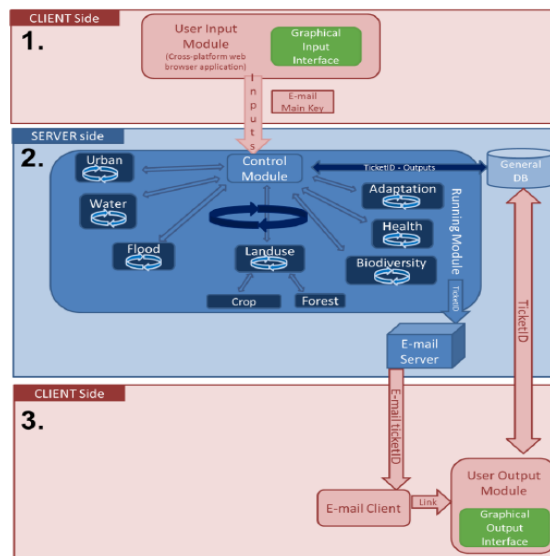 CLIENT Side
1.
User Input
Module
(Cross-platform web
browser application)
Graphical
Input
Interface
Inputs
E-mail
Main Key
SERVER side
2.
Urban
Control
Module
TicketID - Outputs
General
DB
Water
Adaptation
Flood
Landuse
Health
Biodiversity
Running Module
Crop
Forest
TicketID
TicketID
E-mail
Server
CLIENT Side
3.
E-mail ticketID
E-mail Client
Link
User Output
Module
Graphical
Output
Interface